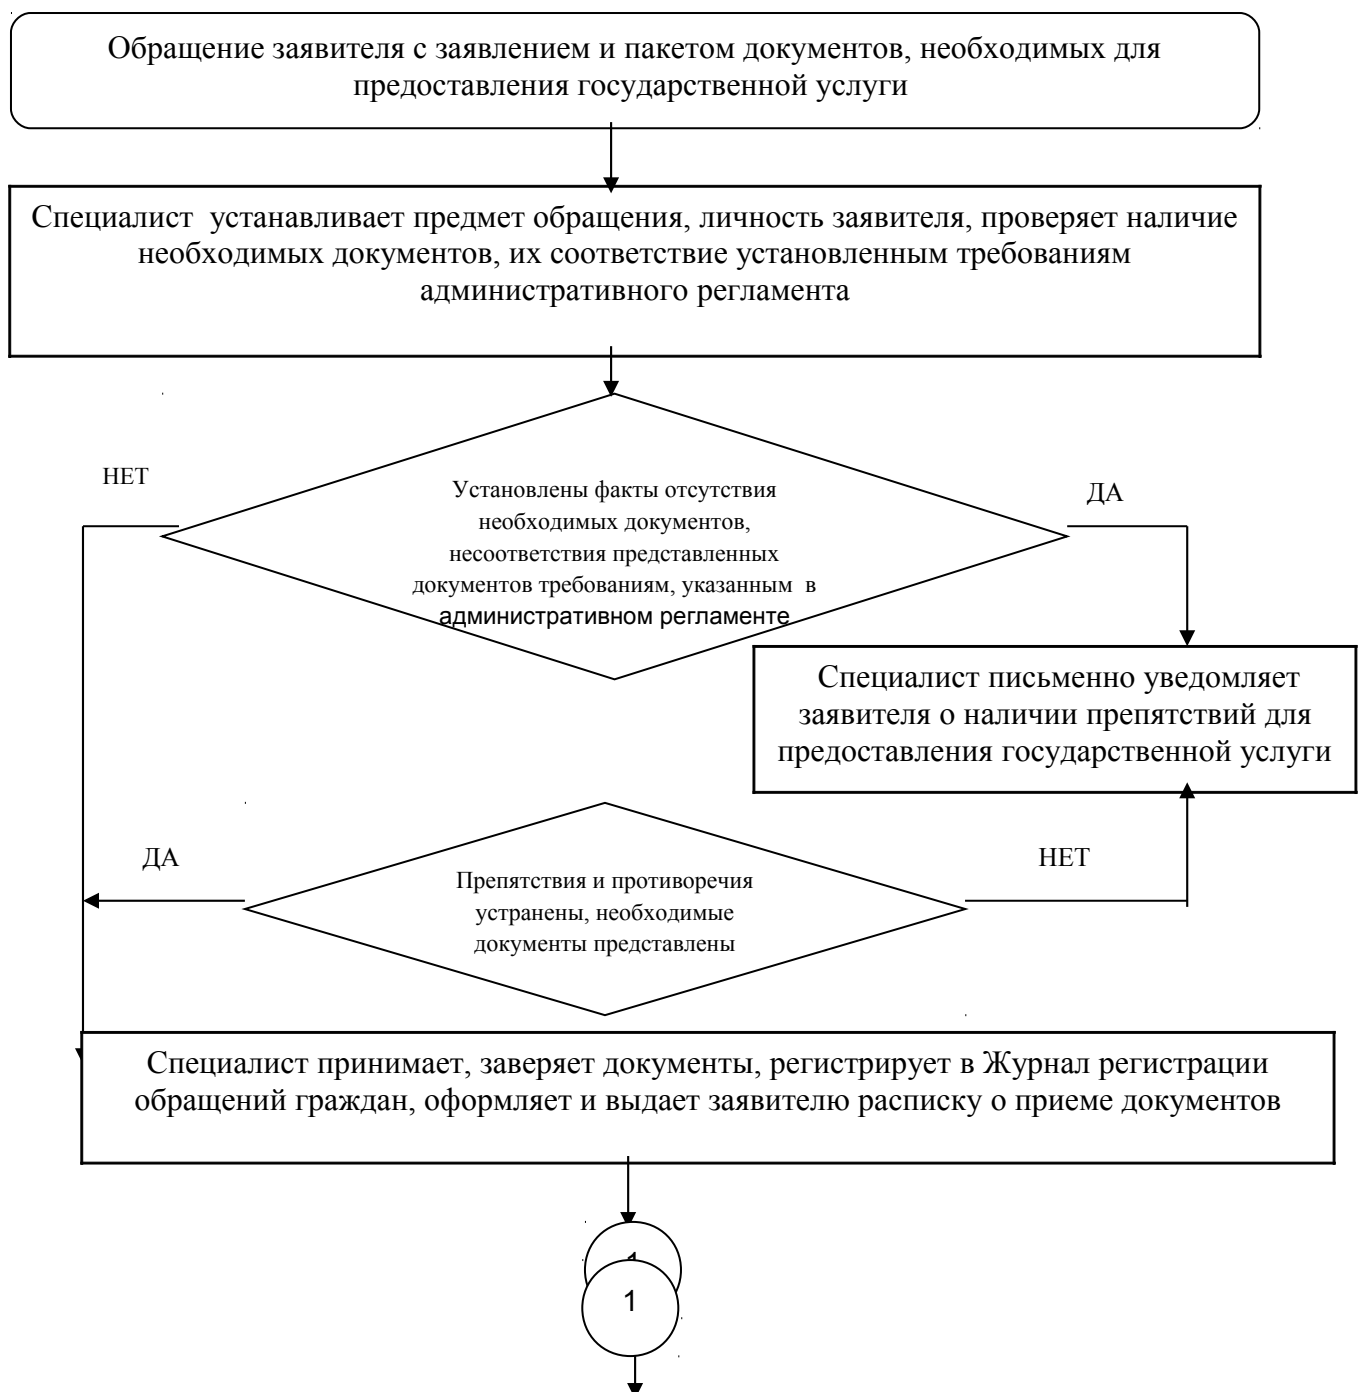 Обращение заявителя с заявлением и пакетом документов, необходимых для
предоставления государственной услуги
Специалист  устанавливает предмет обращения, личность заявителя, проверяет наличие
необходимых документов, их соответствие установленным требованиям
административного регламента
НЕТ
Установлены факты отсутствия
необходимых документов,
несоответствия представленных
документов требованиям, указанным  в
административном регламенте
ДА
Специалист письменно уведомляет
заявителя о наличии препятствий для
предоставления государственной услуги
ДА
Препятствия и противоречия
устранены, необходимые
документы представлены
НЕТ
Специалист принимает, заверяет документы, регистрирует в Журнал регистрации
обращений граждан, оформляет и выдает заявителю расписку о приеме документов
1
1